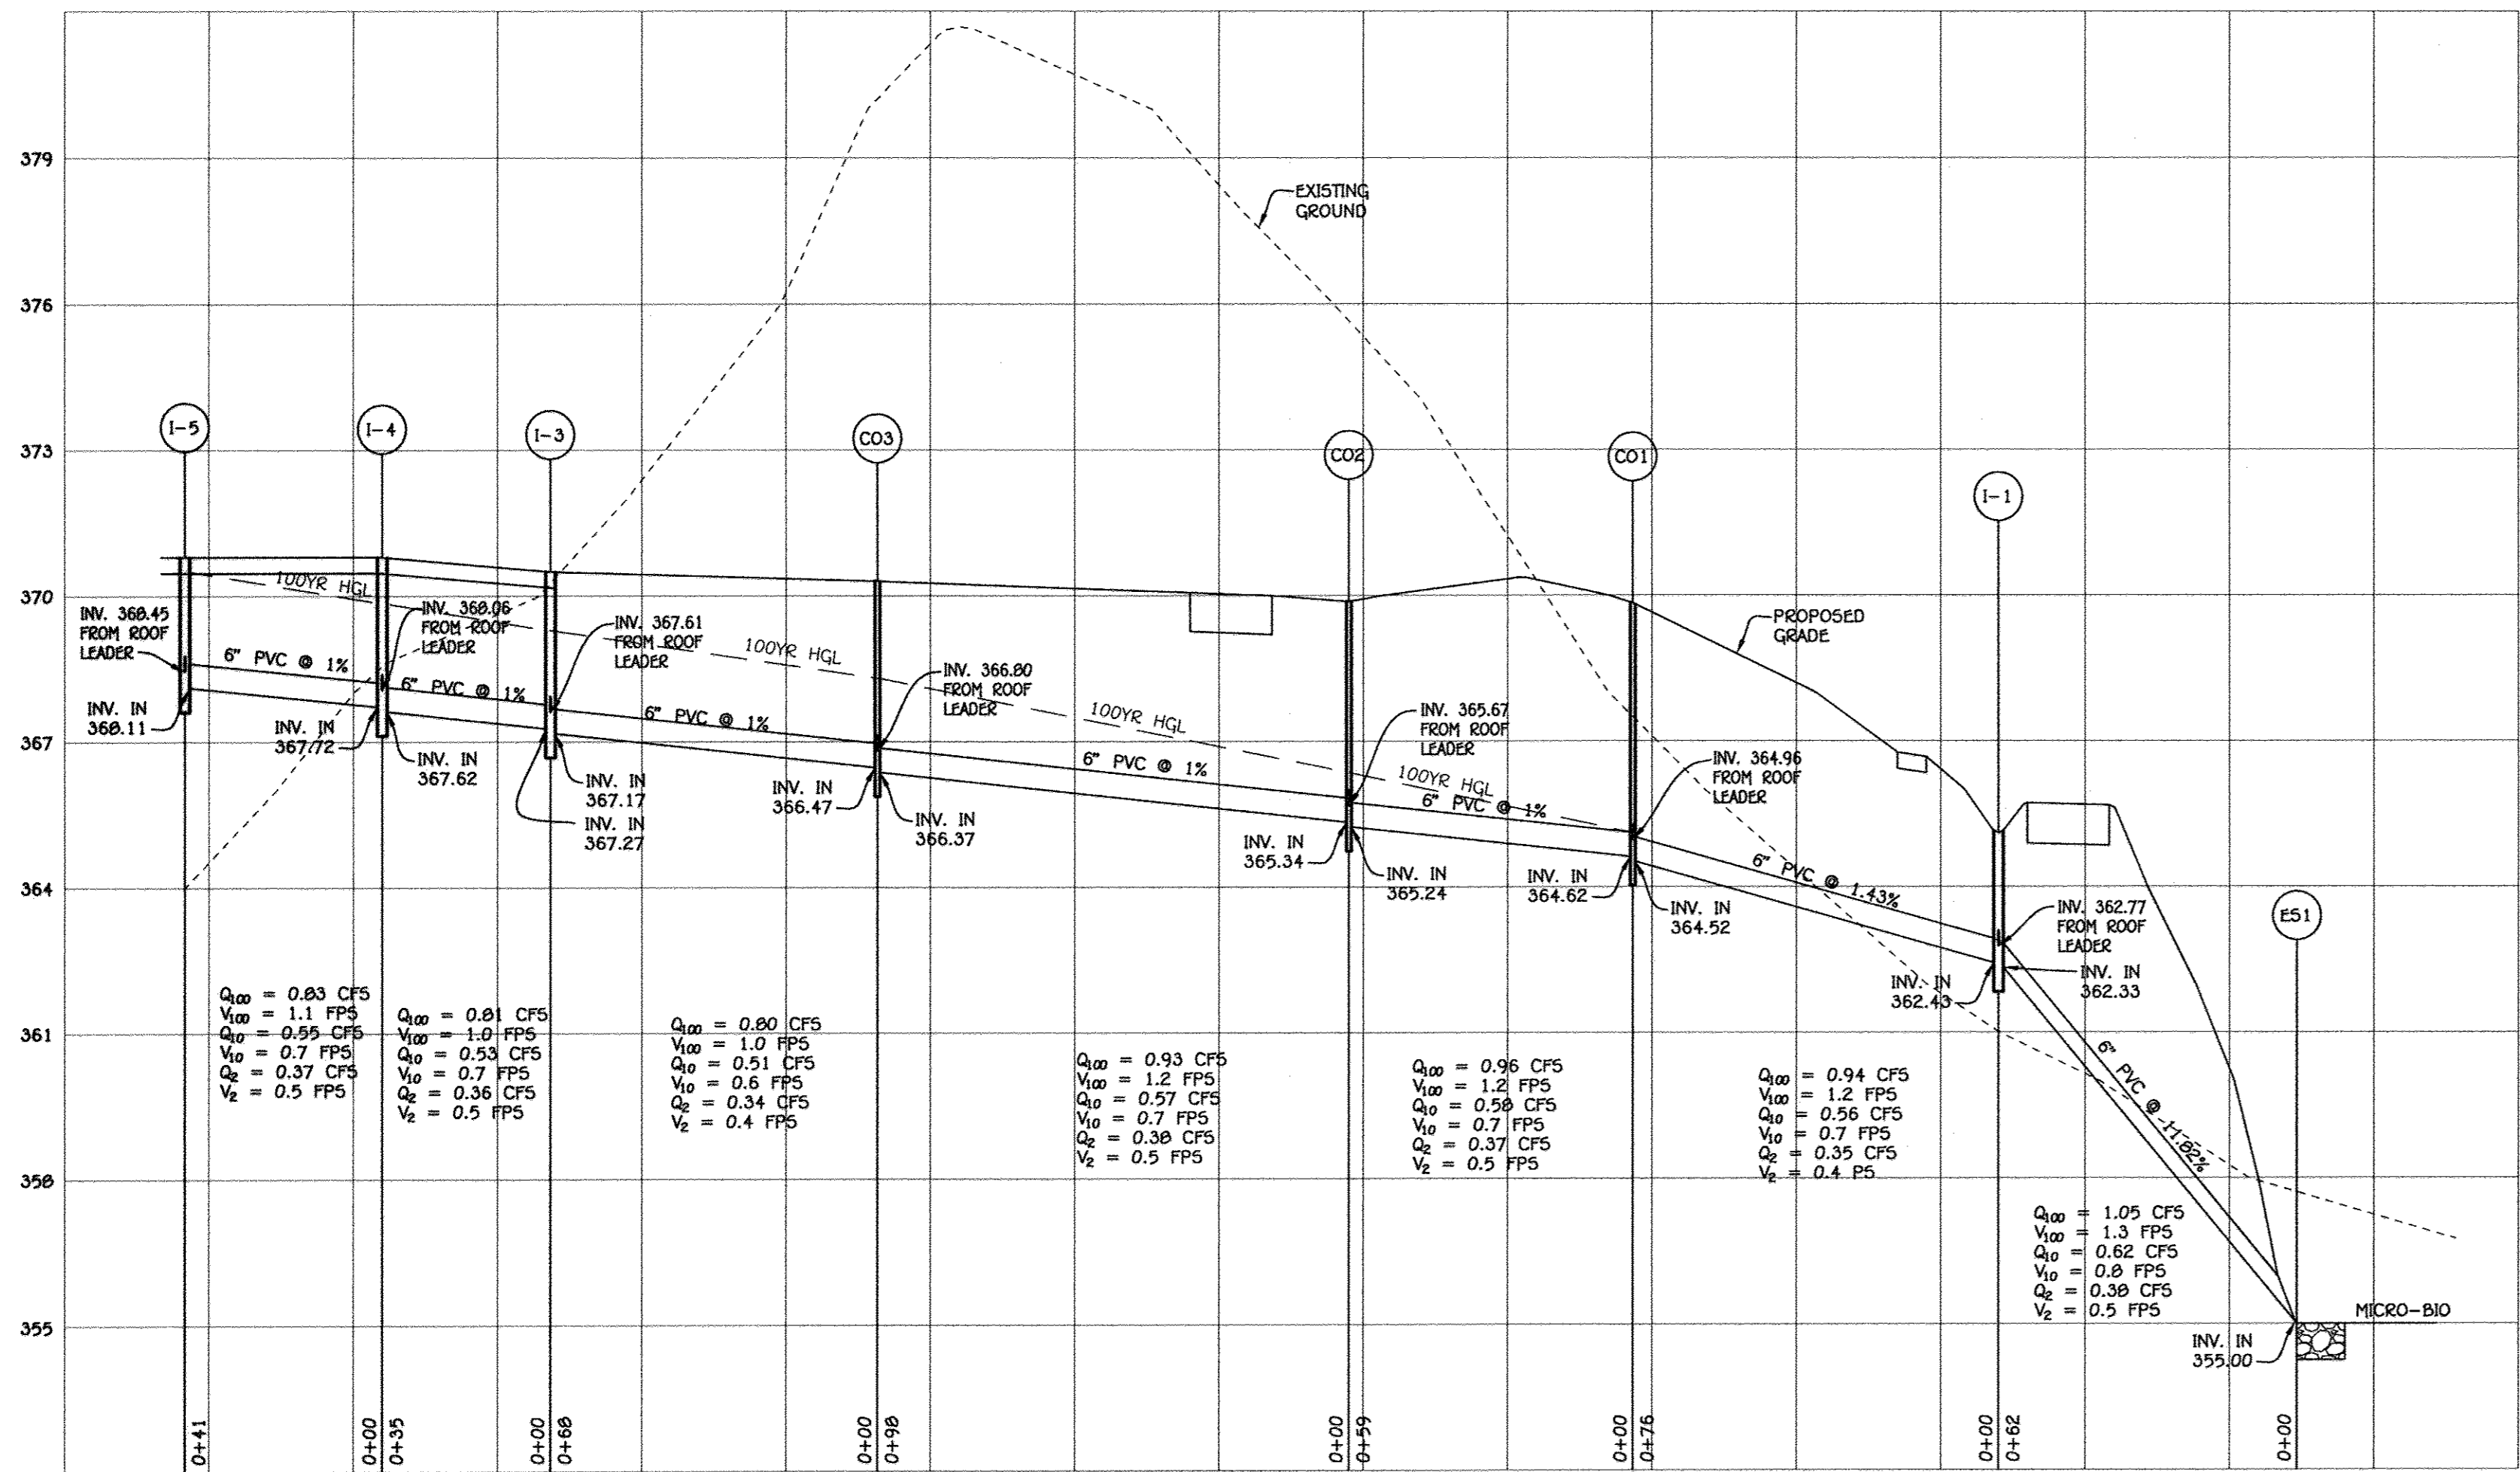 379
376
373
370
367
364
361
358
355
EXISTING
GROUND
I-5
I-4
I-3
CO3
CO2
CO1
I-1
ES1
100YR HGL
100YR HGL
100YR HGL
100YR HGL
PROPOSED
GRADE
INV. 368.45
FROM ROOF
LEADER
INV. 368.06
FROM ROOF
LEADER
INV. 367.61
FROM ROOF
LEADER
INV. 366.80
FROM ROOF
LEADER
INV. 365.67
FROM ROOF
LEADER
INV. 364.96
FROM ROOF
LEADER
INV. 362.77
FROM ROOF
LEADER
6" PVC @ 1%
6" PVC @ 1%
6" PVC @ 1%
6" PVC @ 1%
6" PVC @ 1%
6" PVC @ 1.43%
6" PVC @ 11.82%
INV. IN
368.11
INV. IN
367.72
INV. IN
367.62
INV. IN
367.17
INV. IN
367.27
INV. IN
366.47
INV. IN
366.37
INV. IN
365.34
INV. IN
365.24
INV. IN
364.62
INV. IN
364.52
INV. IN
362.43
INV. IN
362.33
Q100 = 0.83 CFS
V100 = 1.1 FPS
Q10 = 0.55 CFS
V10 = 0.7 FPS
Q2 = 0.37 CFS
V2 = 0.5 FPS
Q100 = 0.81 CFS
V100 = 1.0 FPS
Q10 = 0.53 CFS
V10 = 0.7 FPS
Q2 = 0.36 CFS
V2 = 0.5 FPS
Q100 = 0.80 CFS
V100 = 1.0 FPS
Q10 = 0.51 CFS
V10 = 0.6 FPS
Q2 = 0.34 CFS
V2 = 0.4 FPS
Q100 = 0.93 CFS
V100 = 1.2 FPS
Q10 = 0.57 CFS
V10 = 0.7 FPS
Q2 = 0.38 CFS
V2 = 0.5 FPS
Q100 = 0.96 CFS
V100 = 1.2 FPS
Q10 = 0.58 CFS
V10 = 0.7 FPS
Q2 = 0.37 CFS
V2 = 0.5 FPS
Q100 = 0.94 CFS
V100 = 1.2 FPS
Q10 = 0.56 CFS
V10 = 0.7 FPS
Q2 = 0.35 CFS
V2 = 0.4 PS
Q100 = 1.05 CFS
V100 = 1.3 FPS
Q10 = 0.62 CFS
V10 = 0.8 FPS
Q2 = 0.38 CFS
V2 = 0.5 FPS
MICRO-BIO
INV. IN
355.00
0+41
0+00
0+35
0+00
0+68
0+00
0+98
0+00
0+59
0+00
0+76
0+00
0+62
0+00